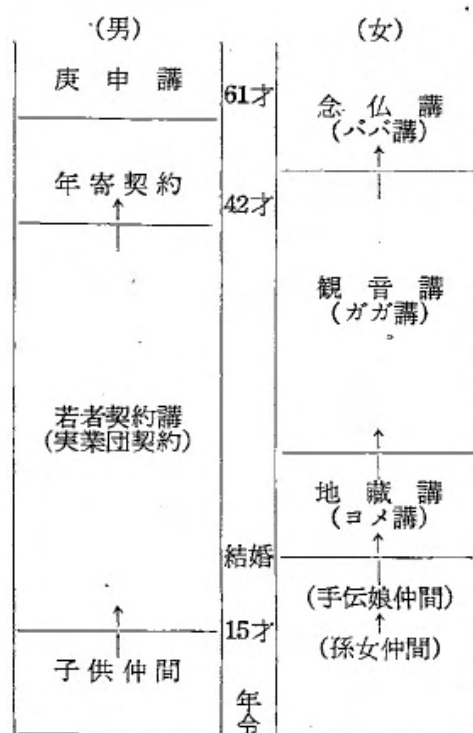 (男)
庚申講
年寄契約
↑
若者契約講
(実業団契約)
↑
子供仲間
61才
42才
結婚
15才
年令
(女)
念仏講
(ババ講)
↑
観音講
(ガガ講)
↑
地蔵講
(ヨメ講)
↑
(手伝娘仲間)
↑
(孫女仲間)